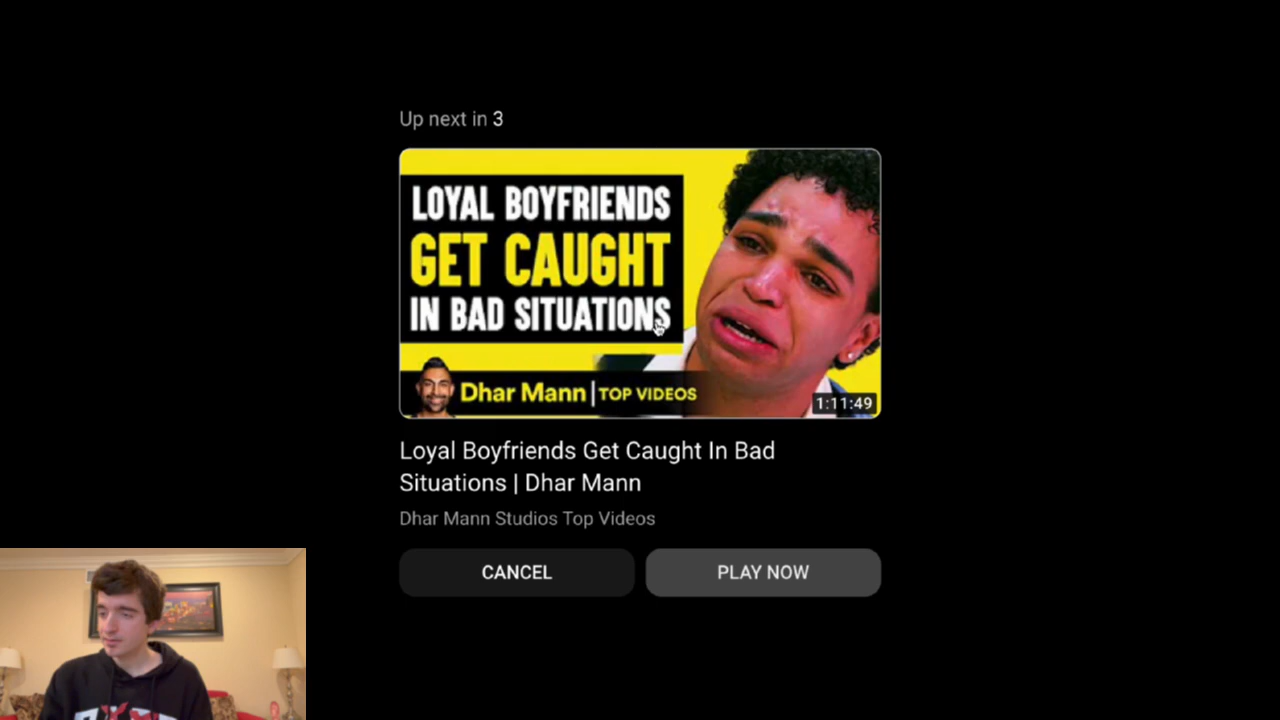 Up next in 3
LOYAL BOYFRIENDS
GET CAUGHT
IN BAD SITUATIONS
Dhar Mann | TOP VIDEOS
1:11:49
Loyal Boyfriends Get Caught In Bad
Situations | Dhar Mann
Dhar Mann Studios Top Videos
CANCEL
PLAY NOW